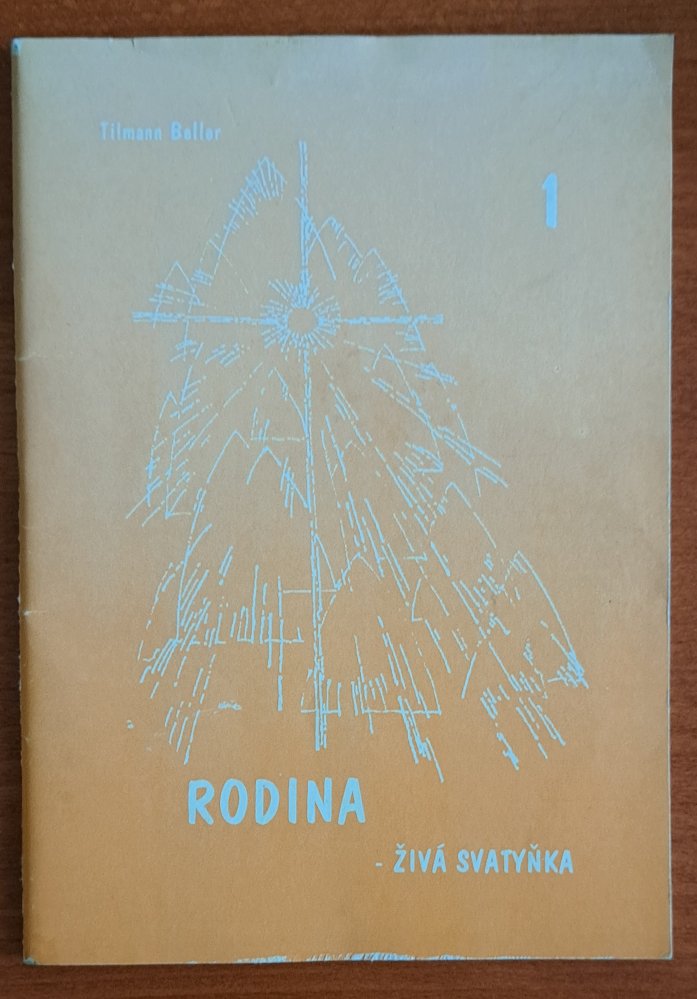 Tilmann Beller
1
RODINA
- ŽIVÁ SVATYŇKA